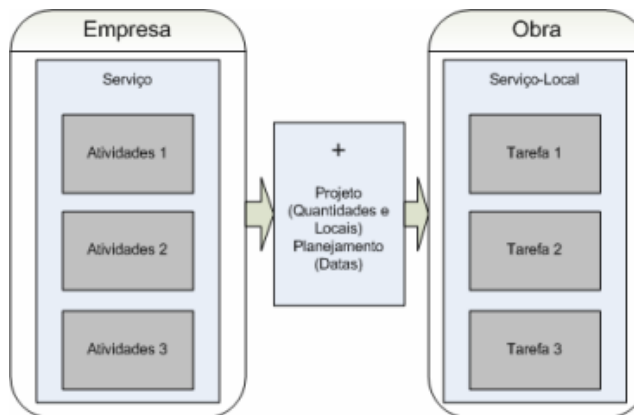 Empresa
Serviço
Atividades 1
Atividades 2
Atividades 3
+
Projeto
(Quantidades e
Locais)
Planejamento
(Datas)
Obra
Serviço-Local
Tarefa 1
Tarefa 2
Tarefa 3